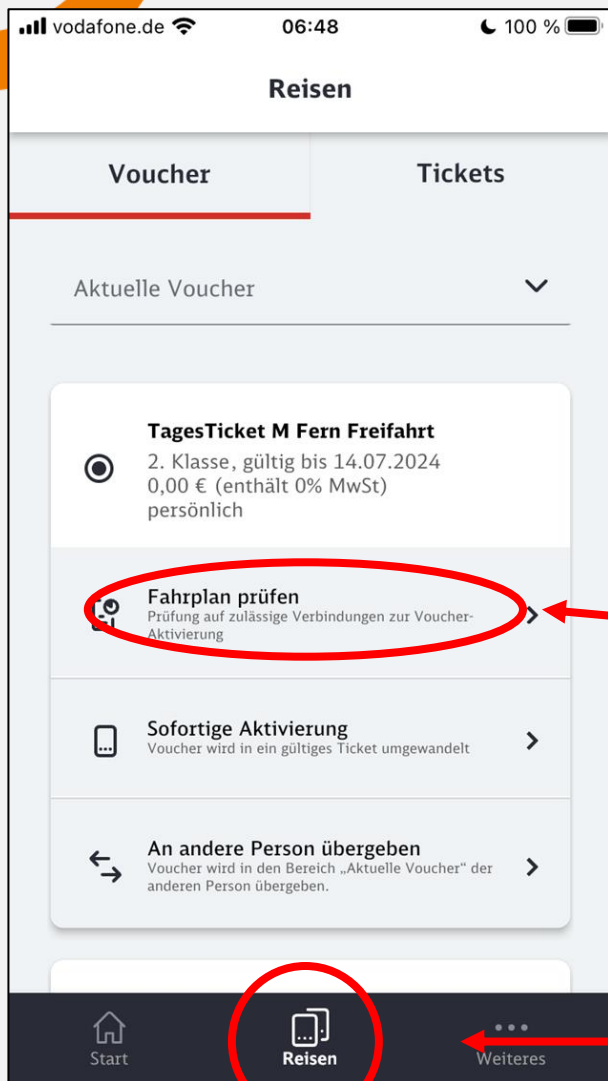 vodafone.de 06:48 100 %
Reisen
Voucher Tickets
Aktuelle Voucher
TagesTicket M Fern Freifahrt
2. Klasse, gültig bis 14.07.2024
0,00 € (enthält 0% MwSt)
persönlich
Fahrplan prüfen
Prüfung auf zulässige Verbindungen zur Voucher-
Aktivierung
Sofortige Aktivierung
Voucher wird in ein gültiges Ticket umgewandelt
An andere Person übergeben
Voucher wird in den Bereich „Aktuelle Voucher" der
anderen Person übergeben.
Start Reisen Weiteres